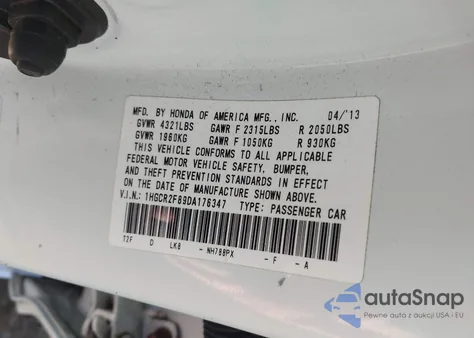 MFD. BY HONDA OF AMERICA MFG., INC. 04/'13
GVWR 4321LBS GAWR F 2315LBS R 2050LBS
GVWR 1960KG GAWR F 1050KG R 930KG
THIS VEHICLE CONFORMS TO ALL APPLICABLE
FEDERAL MOTOR VEHICLE SAFETY, BUMPER,
AND THEFT PREVENTION STANDARDS IN EFFECT
ON THE DATE OF MANUFACTURE SHOWN ABOVE.
V.I.N.: 1HGCR2F89DA176347 TYPE: PASSENGER CAR
T2F D LK8 - NH788PX - F - A
autoSnap
Pewne auta z aukcji USA i EU